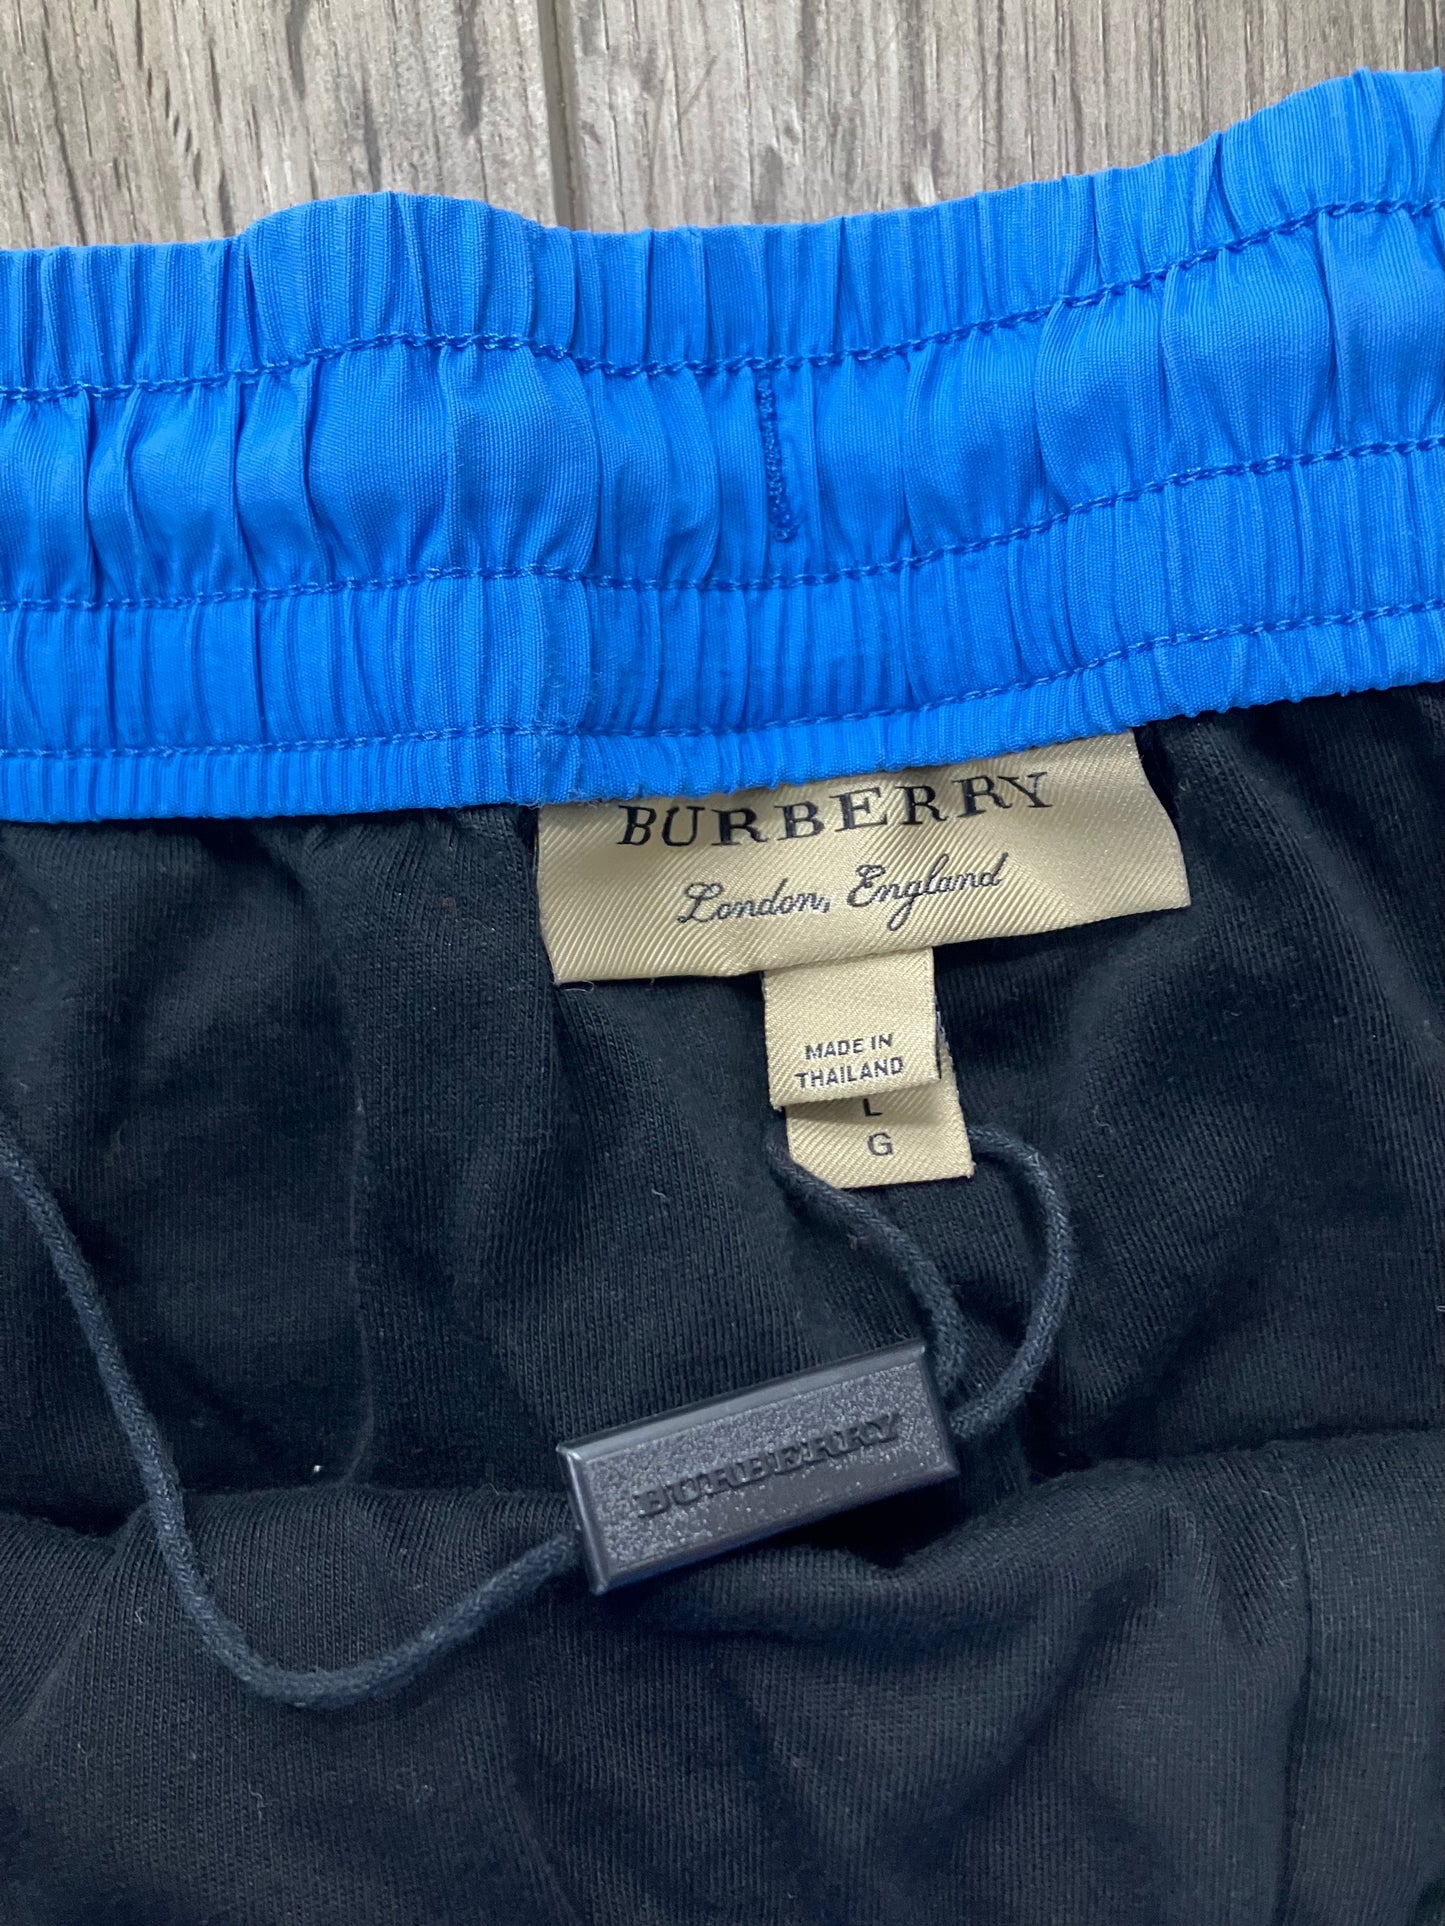 BURBERRY
London, England
MADE IN
THAILAND
L
G
BURBERRY